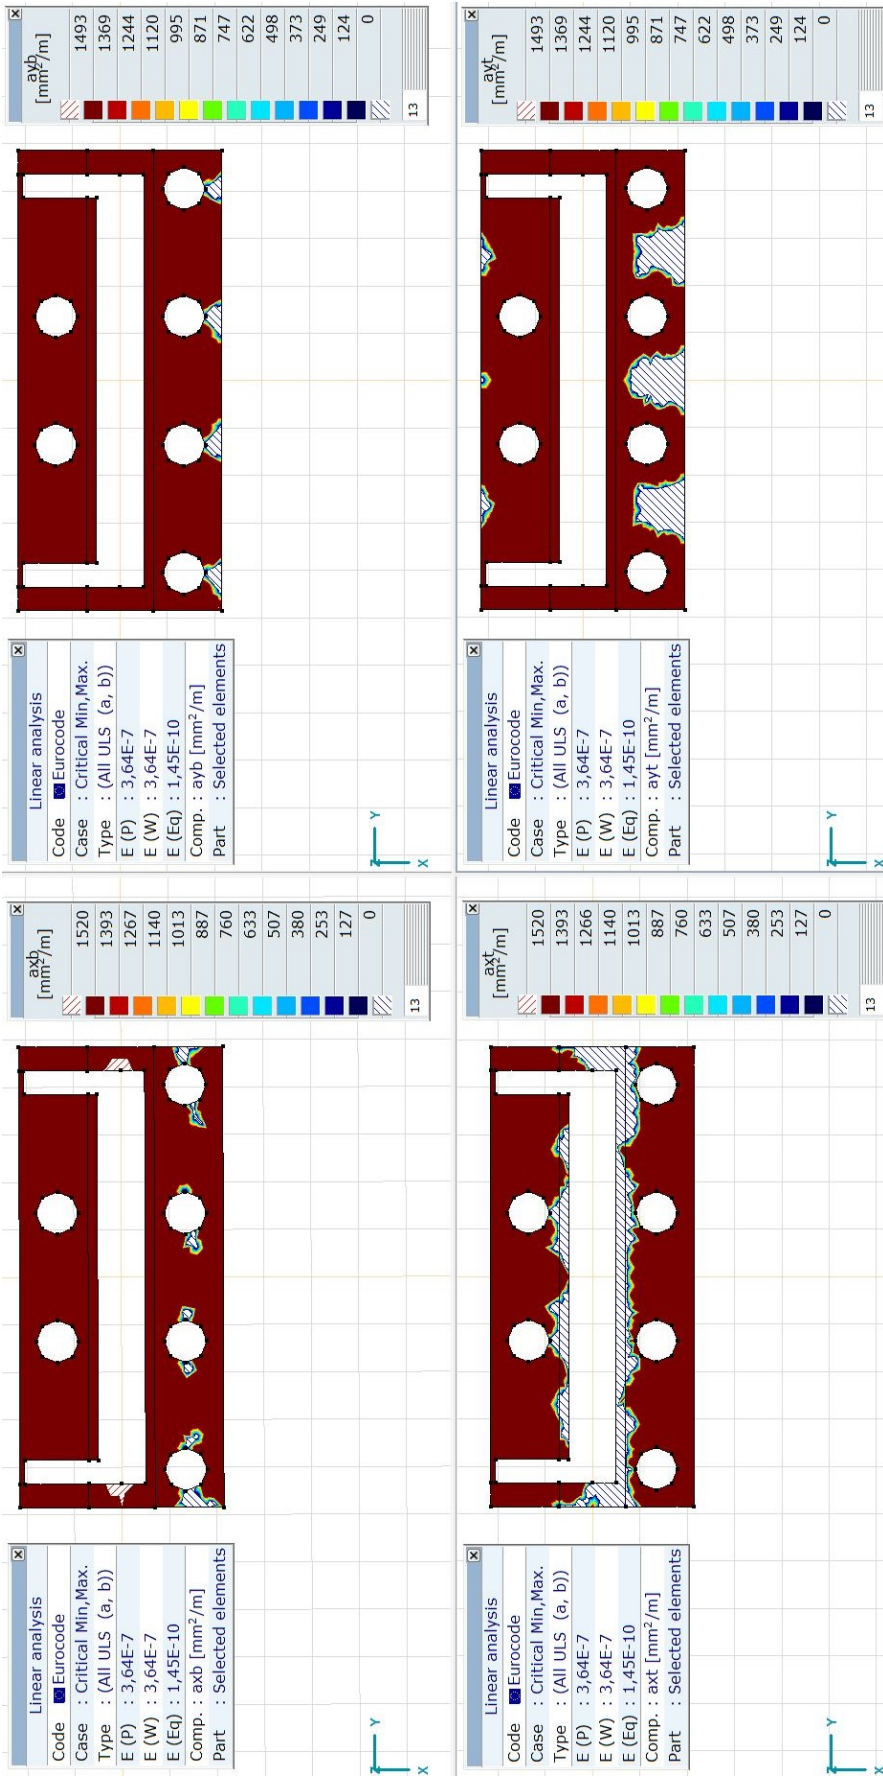 Linear analysis
Code Eurocode
Case : Critical Min,Max.
Type : (All ULS (a, b))
E (P) : 3,64E-7
E (W) : 3,64E-7
E (Eq) : 1,45E-10
Comp. : axb [mm²/m]
Part : Selected elements
axb
[mm²/m]
1520
1393
1267
1140
1013
887
760
633
507
380
253
127
0
13
Z
Y
X
Linear analysis
Code Eurocode
Case : Critical Min,Max.
Type : (All ULS (a, b))
E (P) : 3,64E-7
E (W) : 3,64E-7
E (Eq) : 1,45E-10
Comp. : ayb [mm²/m]
Part : Selected elements
ayb
[mm²/m]
1493
1369
1244
1120
995
871
747
622
498
373
249
124
0
13
Z
Y
X
Linear analysis
Code Eurocode
Case : Critical Min,Max.
Type : (All ULS (a, b))
E (P) : 3,64E-7
E (W) : 3,64E-7
E (Eq) : 1,45E-10
Comp. : axt [mm²/m]
Part : Selected elements
axt
[mm²/m]
1520
1393
1266
1140
1013
887
760
633
507
380
253
127
0
13
Z
Y
X
Linear analysis
Code Eurocode
Case : Critical Min,Max.
Type : (All ULS (a, b))
E (P) : 3,64E-7
E (W) : 3,64E-7
E (Eq) : 1,45E-10
Comp. : ayt [mm²/m]
Part : Selected elements
ayt
[mm²/m]
1493
1369
1244
1120
995
871
747
622
498
373
249
124
0
13
Z
Y
X